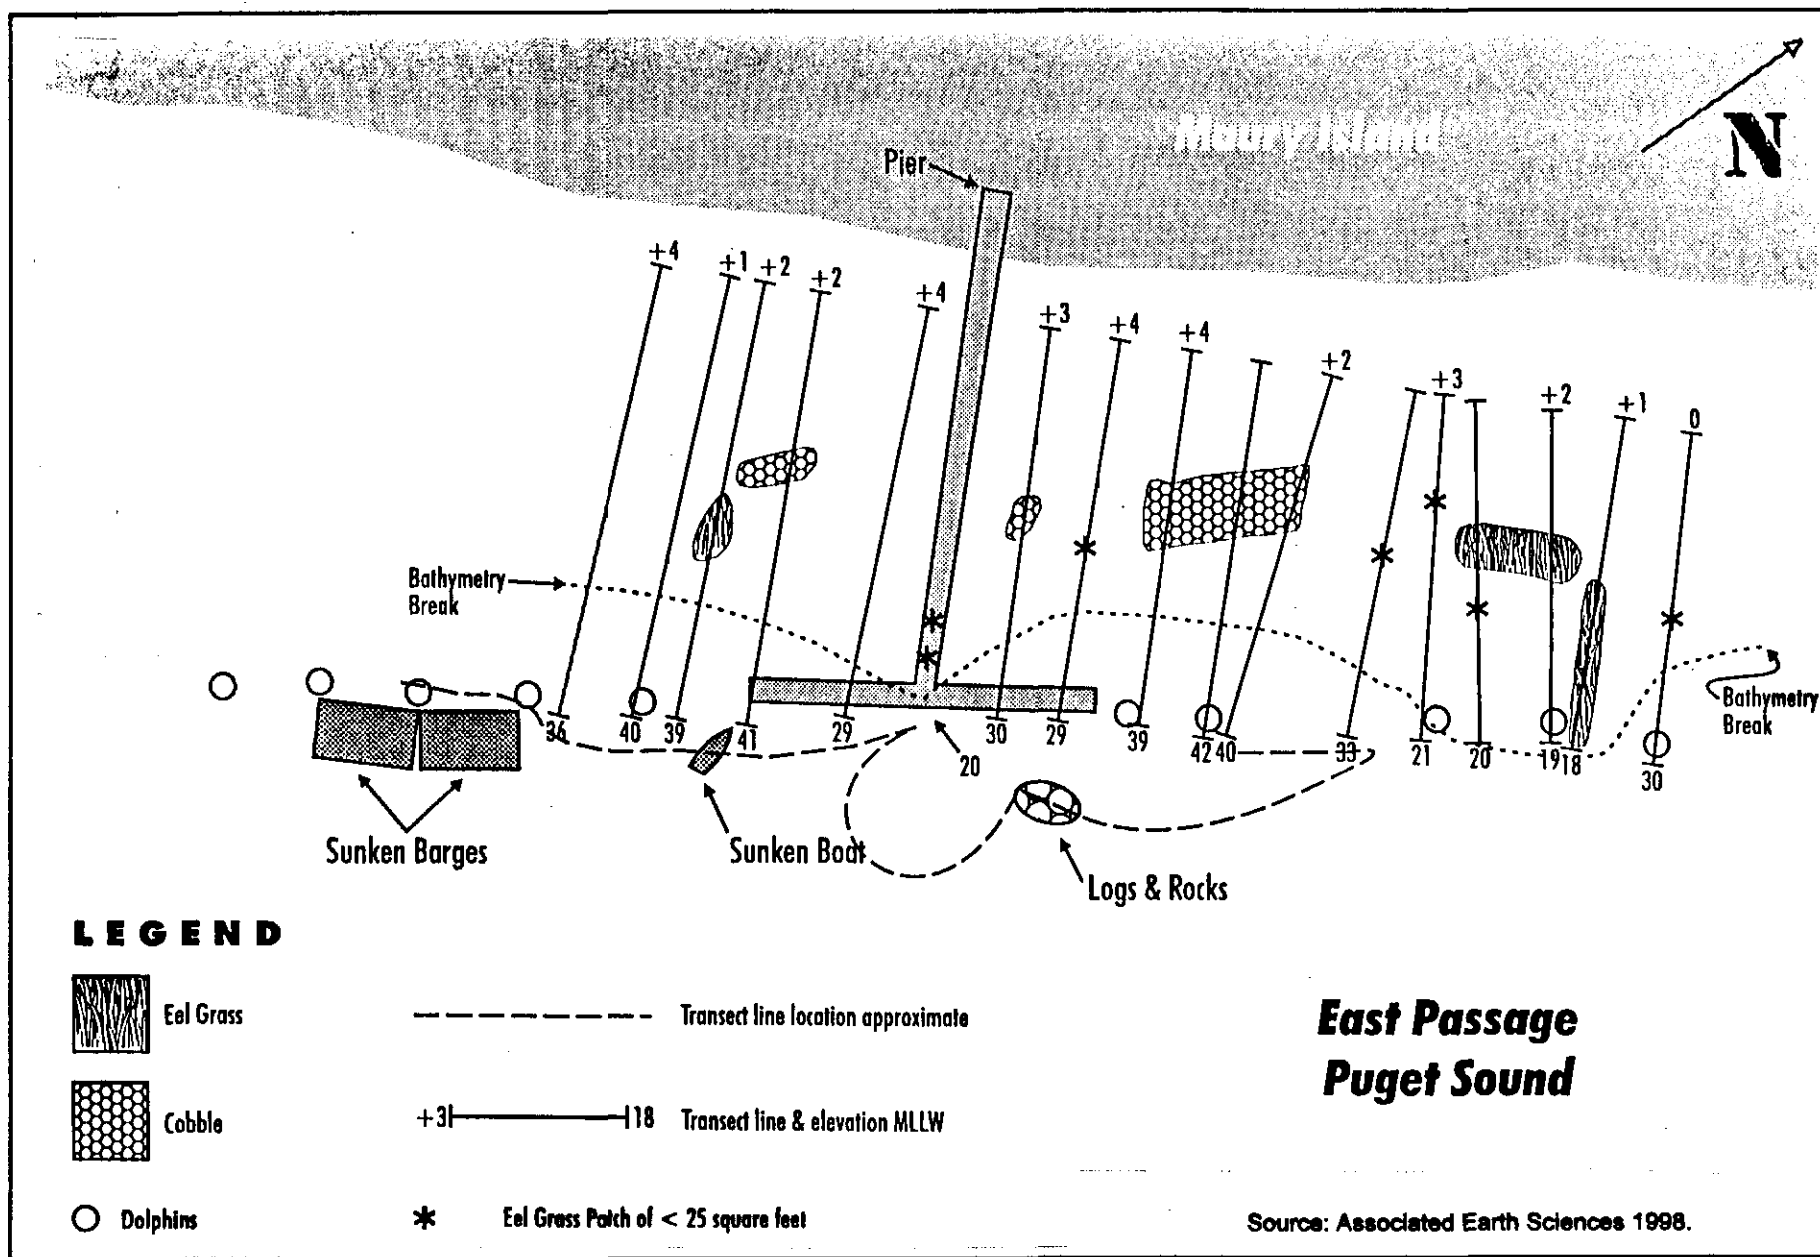 Maury Island
N
Pier
+4
+1
+2
+2
+4
+3
+4
+4
+2
+3
+2
+1
0
Bathymetry
Break
36
40
39
41
29
20
30
29
39
42
40
33
21
20
19
18
30
Bathymetry
Break
Sunken Barges
Sunken Boat
Logs & Rocks
LEGEND
Eel Grass
Transect line location approximate
Cobble
+3
18
Transect line & elevation MLLW
Dolphins
Eel Grass Patch of < 25 square feet
East Passage
Puget Sound
Source: Associated Earth Sciences 1998.